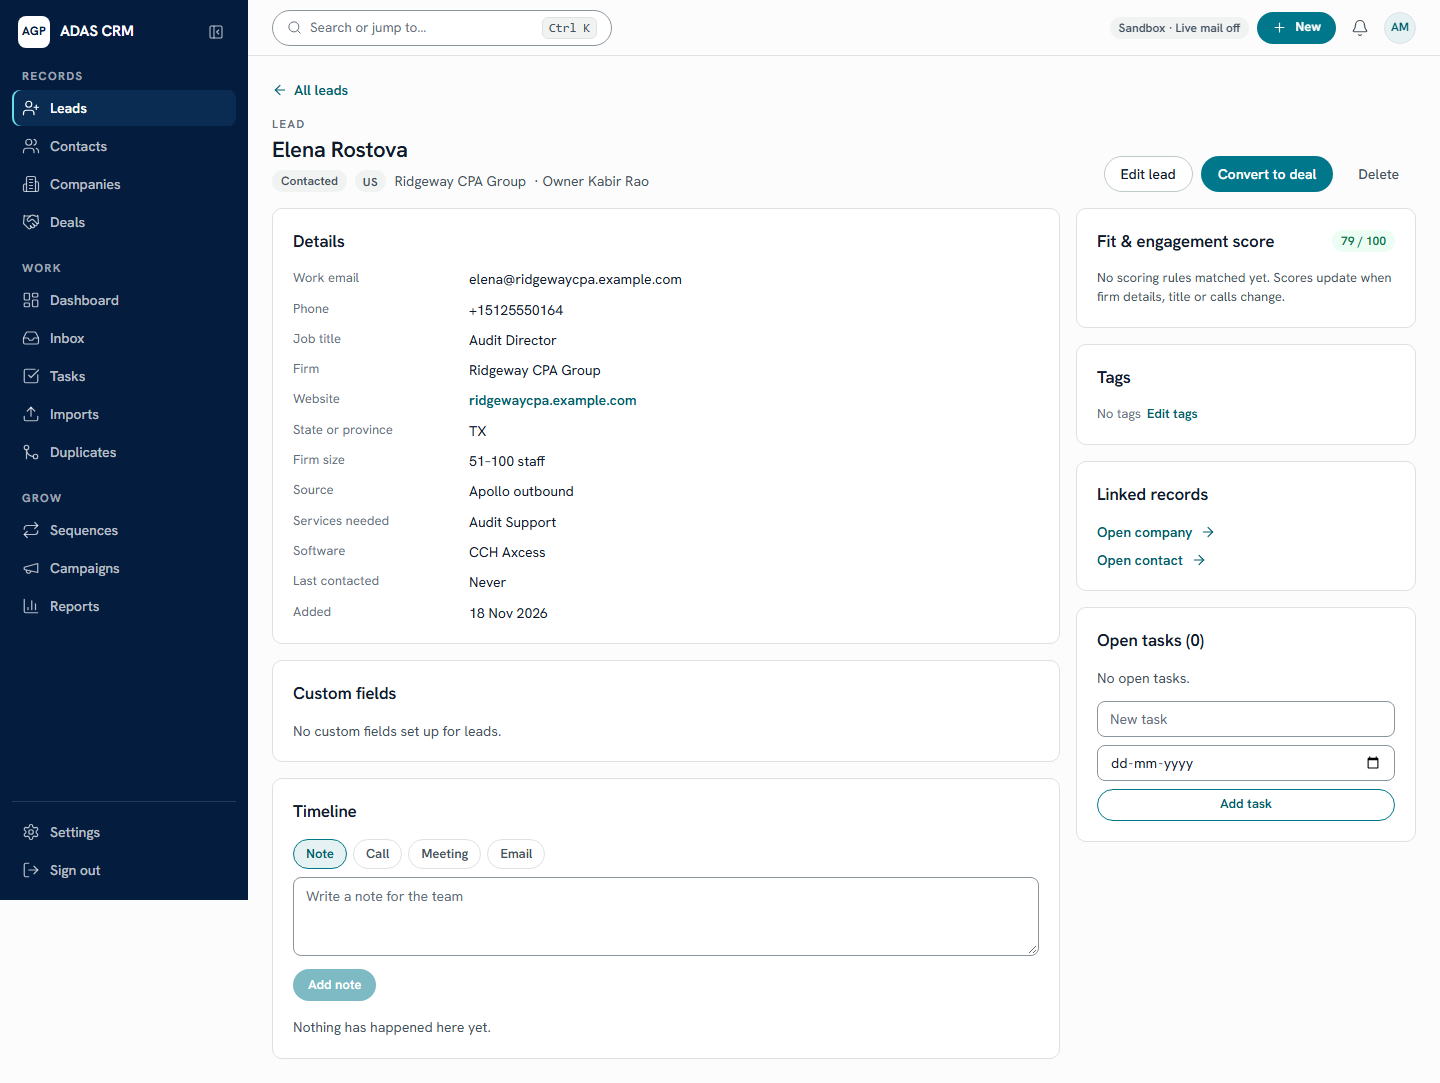 AGP ADAS CRM
RECORDS
Leads
Contacts
Companies
Deals
WORK
Dashboard
Inbox
Tasks
Imports
Duplicates
GROW
Sequences
Campaigns
Reports
Settings
Sign out
Search or jump to... Ctrl K
Sandbox · Live mail off
New
AM
All leads
LEAD
Elena Rostova
Contacted US Ridgeway CPA Group · Owner Kabir Rao
Edit lead Convert to deal Delete
Details
Work email elena@ridgewaycpa.example.com
Phone +15125550164
Job title Audit Director
Firm Ridgeway CPA Group
Website ridgewaycpa.example.com
State or province TX
Firm size 51–100 staff
Source Apollo outbound
Services needed Audit Support
Software CCH Axcess
Last contacted Never
Added 18 Nov 2026
Custom fields
No custom fields set up for leads.
Timeline
Note Call Meeting Email
Write a note for the team
Add note
Nothing has happened here yet.
Fit & engagement score 79 / 100
No scoring rules matched yet. Scores update when
firm details, title or calls change.
Tags
No tags Edit tags
Linked records
Open company
Open contact
Open tasks (0)
No open tasks.
New task
dd-mm-yyyy
Add task